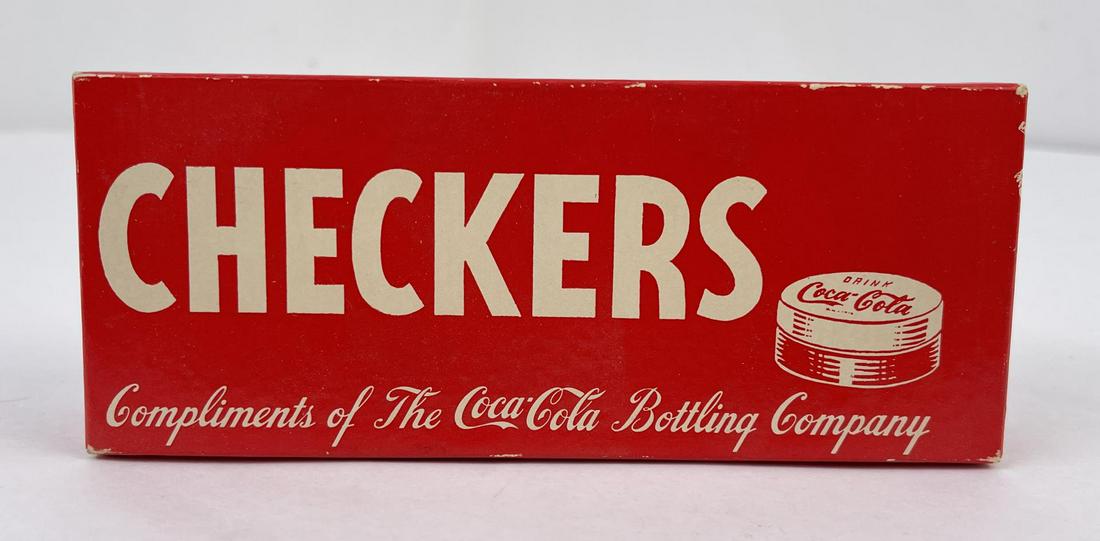 CHECKERS
DRINK
Coca-Cola
Compliments of The Coca-Cola Bottling Company